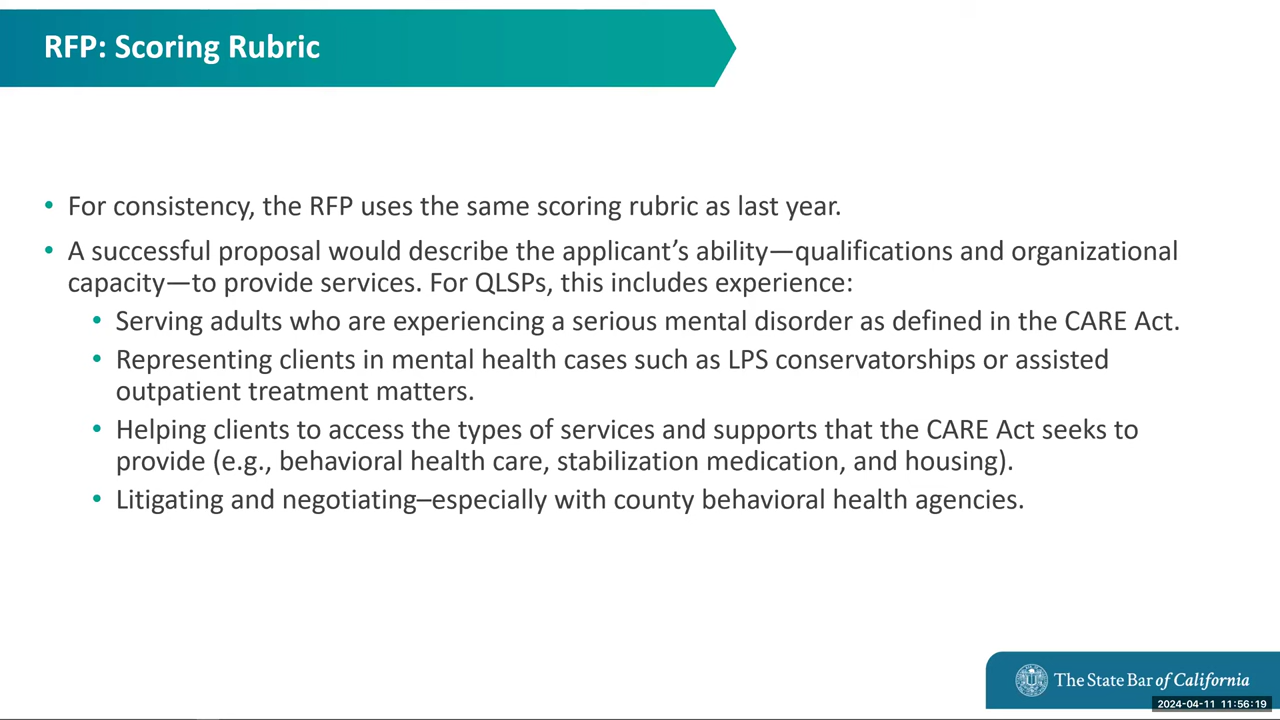 RFP: Scoring Rubric
• For consistency, the RFP uses the same scoring rubric as last year.
• A successful proposal would describe the applicant’s ability—qualifications and organizational
capacity—to provide services. For QLSPs, this includes experience:
• Serving adults who are experiencing a serious mental disorder as defined in the CARE Act.
• Representing clients in mental health cases such as LPS conservatorships or assisted
outpatient treatment matters.
• Helping clients to access the types of services and supports that the CARE Act seeks to
provide (e.g., behavioral health care, stabilization medication, and housing).
• Litigating and negotiating–especially with county behavioral health agencies.
The State Bar of California
2024-04-11 11:56:19